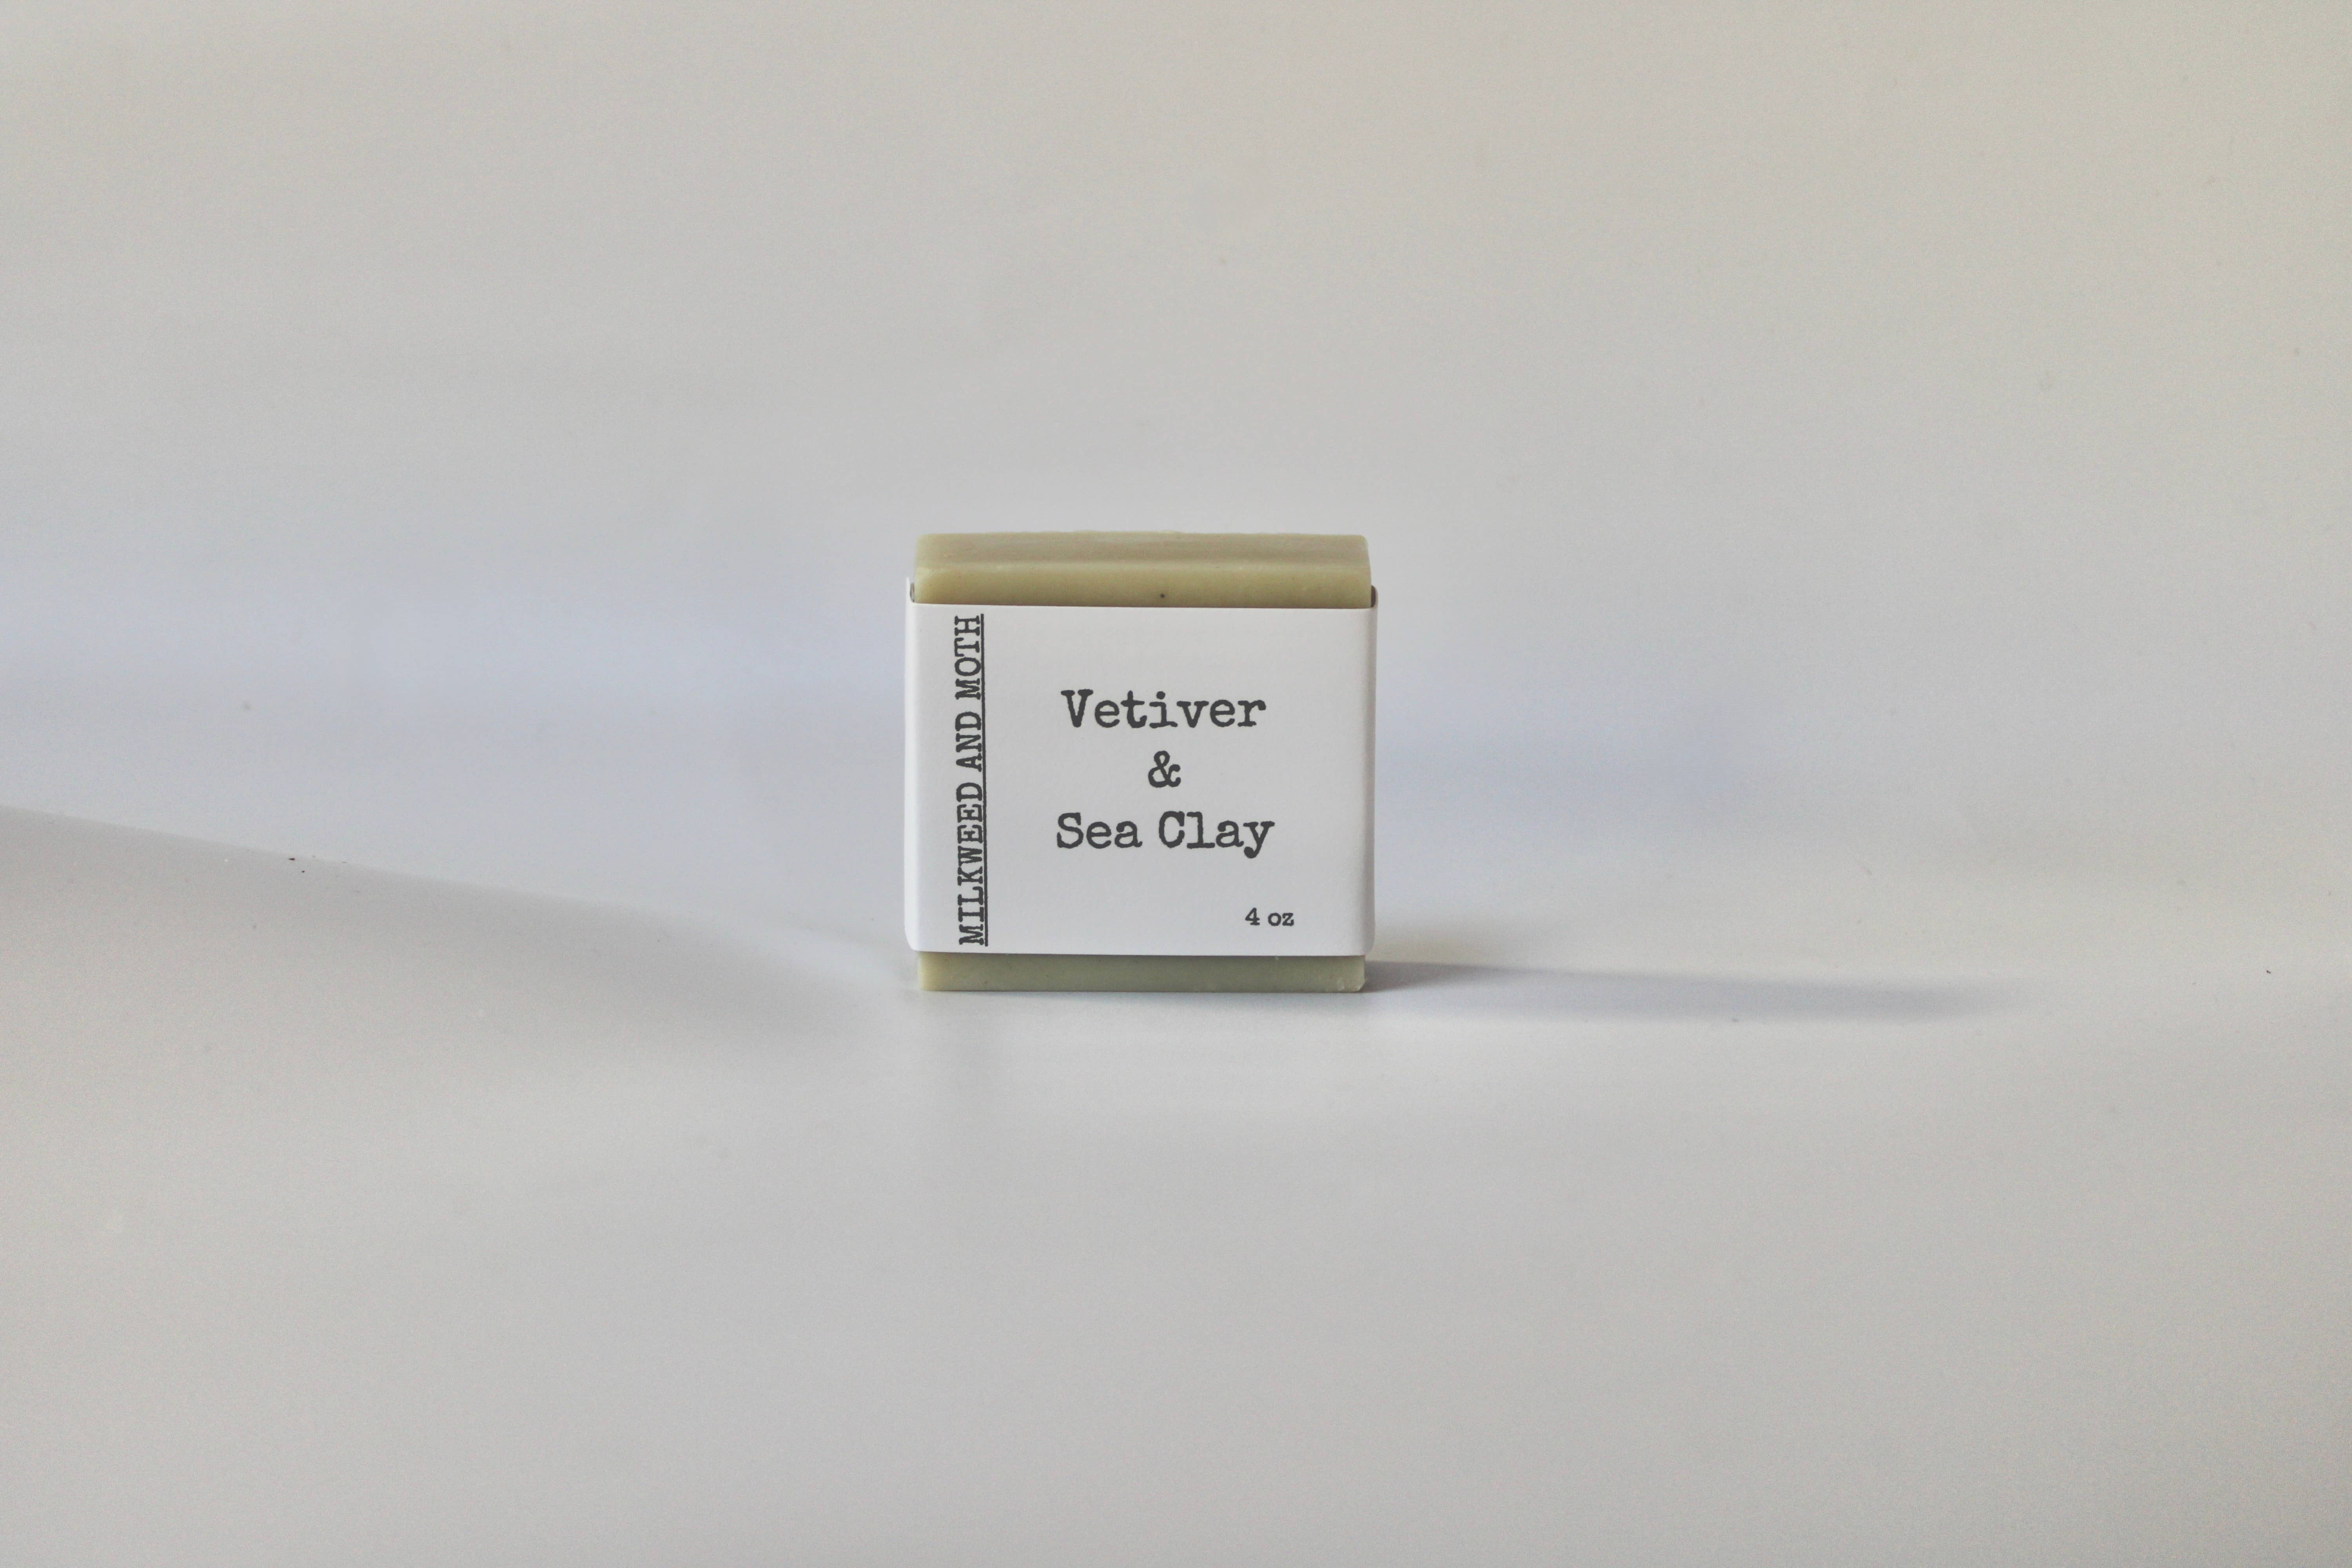 MILKWEED AND MOTH
Vetiver
&
Sea Clay
4 oz